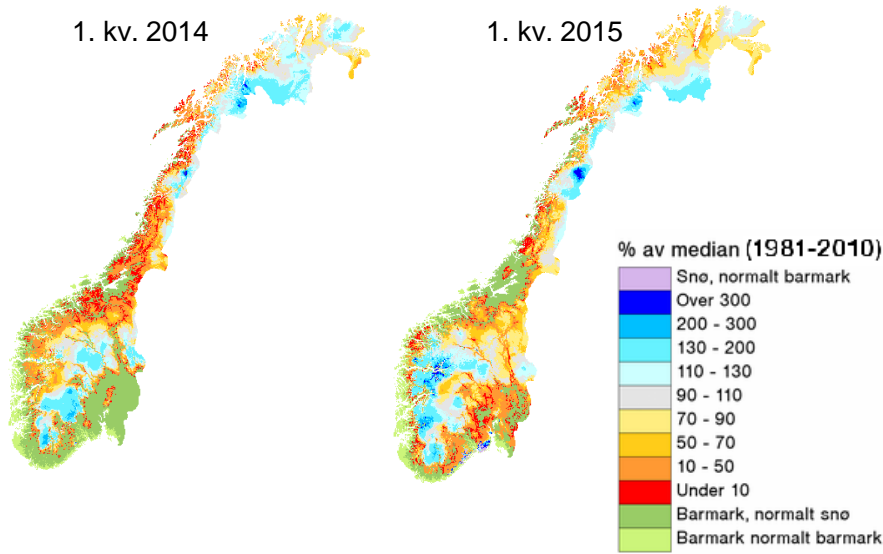 1. kv. 2014
1. kv. 2015
% av median (1981-2010)
Snø, normalt barmark
Over 300
200 - 300
130 - 200
110 - 130
90 - 110
70 - 90
50 - 70
10 - 50
Under 10
Barmark, normalt snø
Barmark normalt barmark